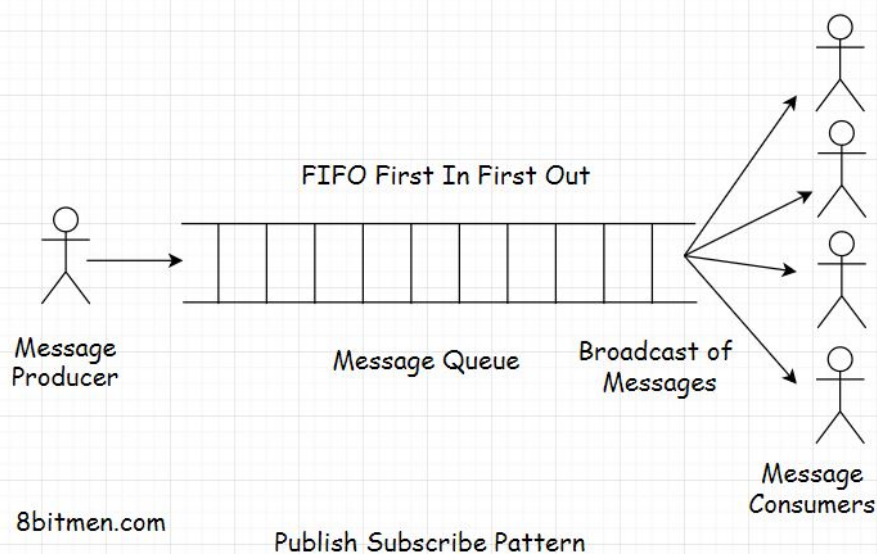 FIFO First In First Out
Message
Producer
Message Queue
Broadcast of
Messages
Message
Consumers
8bitmen.com
Publish Subscribe Pattern